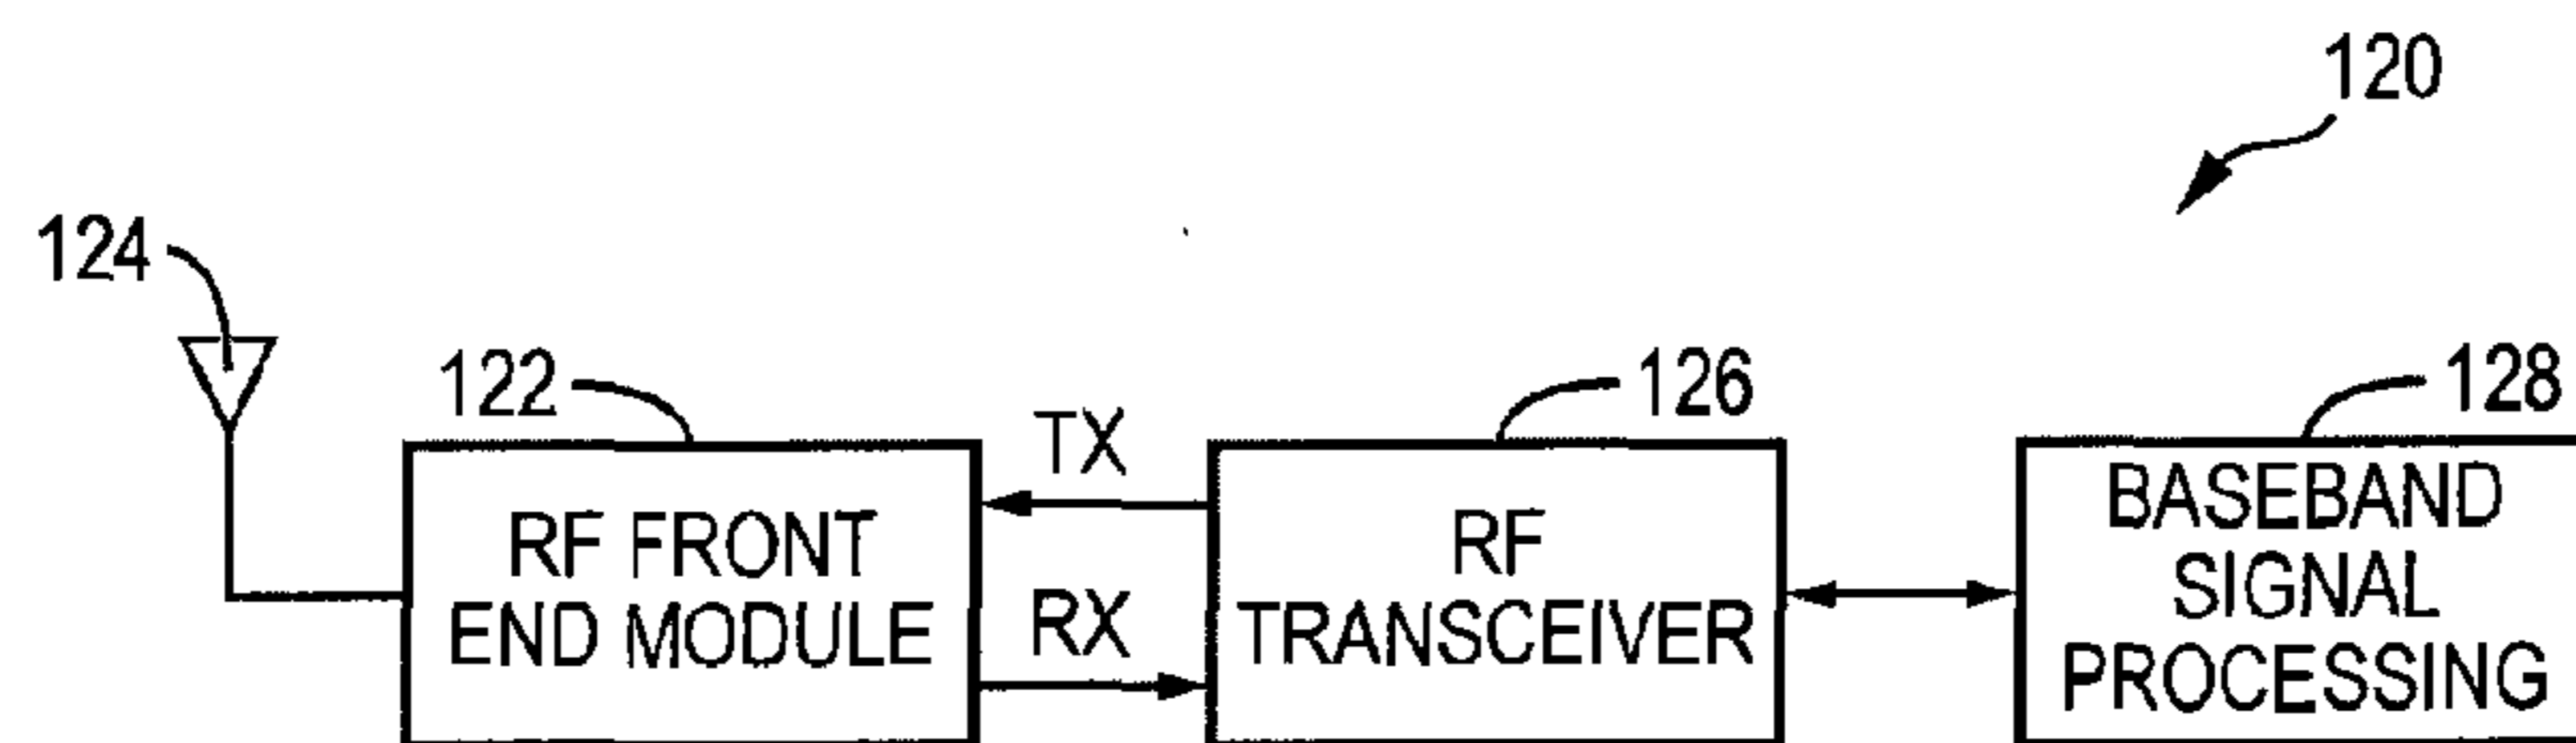 120
124
122
126
128
TX
RX
RF FRONT
END MODULE
RF
TRANSCEIVER
BASEBAND
SIGNAL
PROCESSING